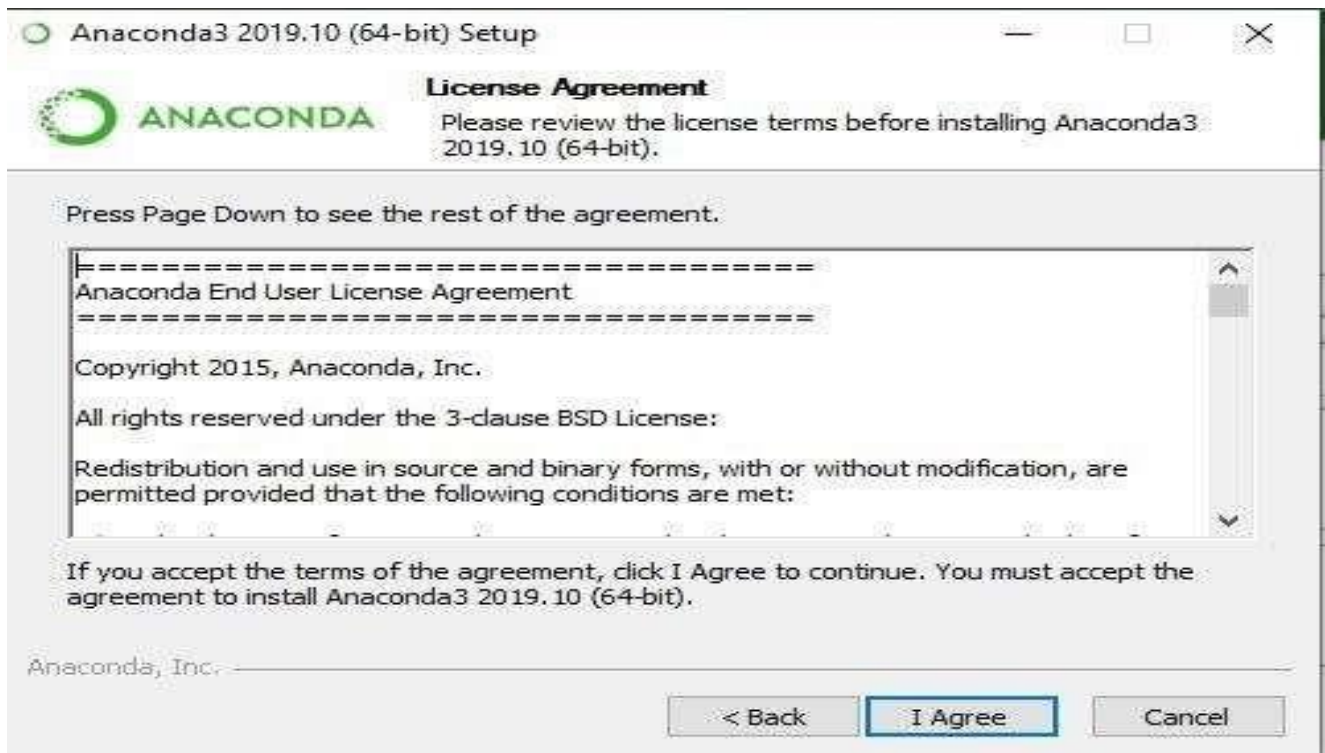 Anaconda3 2019.10 (64-bit) Setup
ANACONDA
License Agreement
Please review the license terms before installing Anaconda3
2019.10 (64-bit).
Press Page Down to see the rest of the agreement.
===================================
Anaconda End User License Agreement
===================================
Copyright 2015, Anaconda, Inc.
All rights reserved under the 3-clause BSD License:
Redistribution and use in source and binary forms, with or without modification, are
permitted provided that the following conditions are met:
If you accept the terms of the agreement, click I Agree to continue. You must accept the
agreement to install Anaconda3 2019.10 (64-bit).
Anaconda, Inc.
< Back
I Agree
Cancel